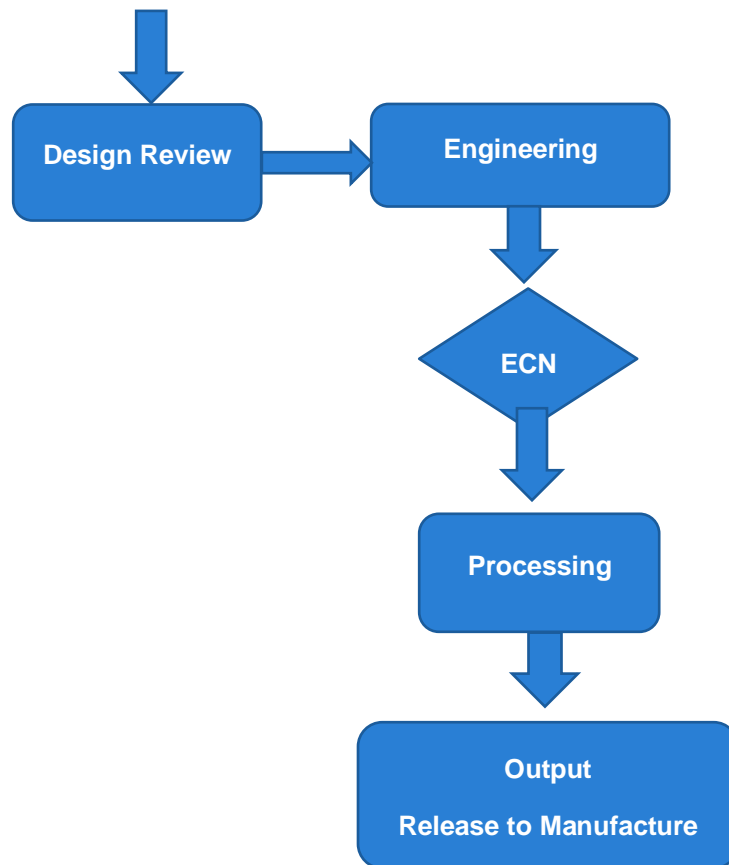 Design Review
Engineering
ECN
Processing
Output
Release to Manufacture